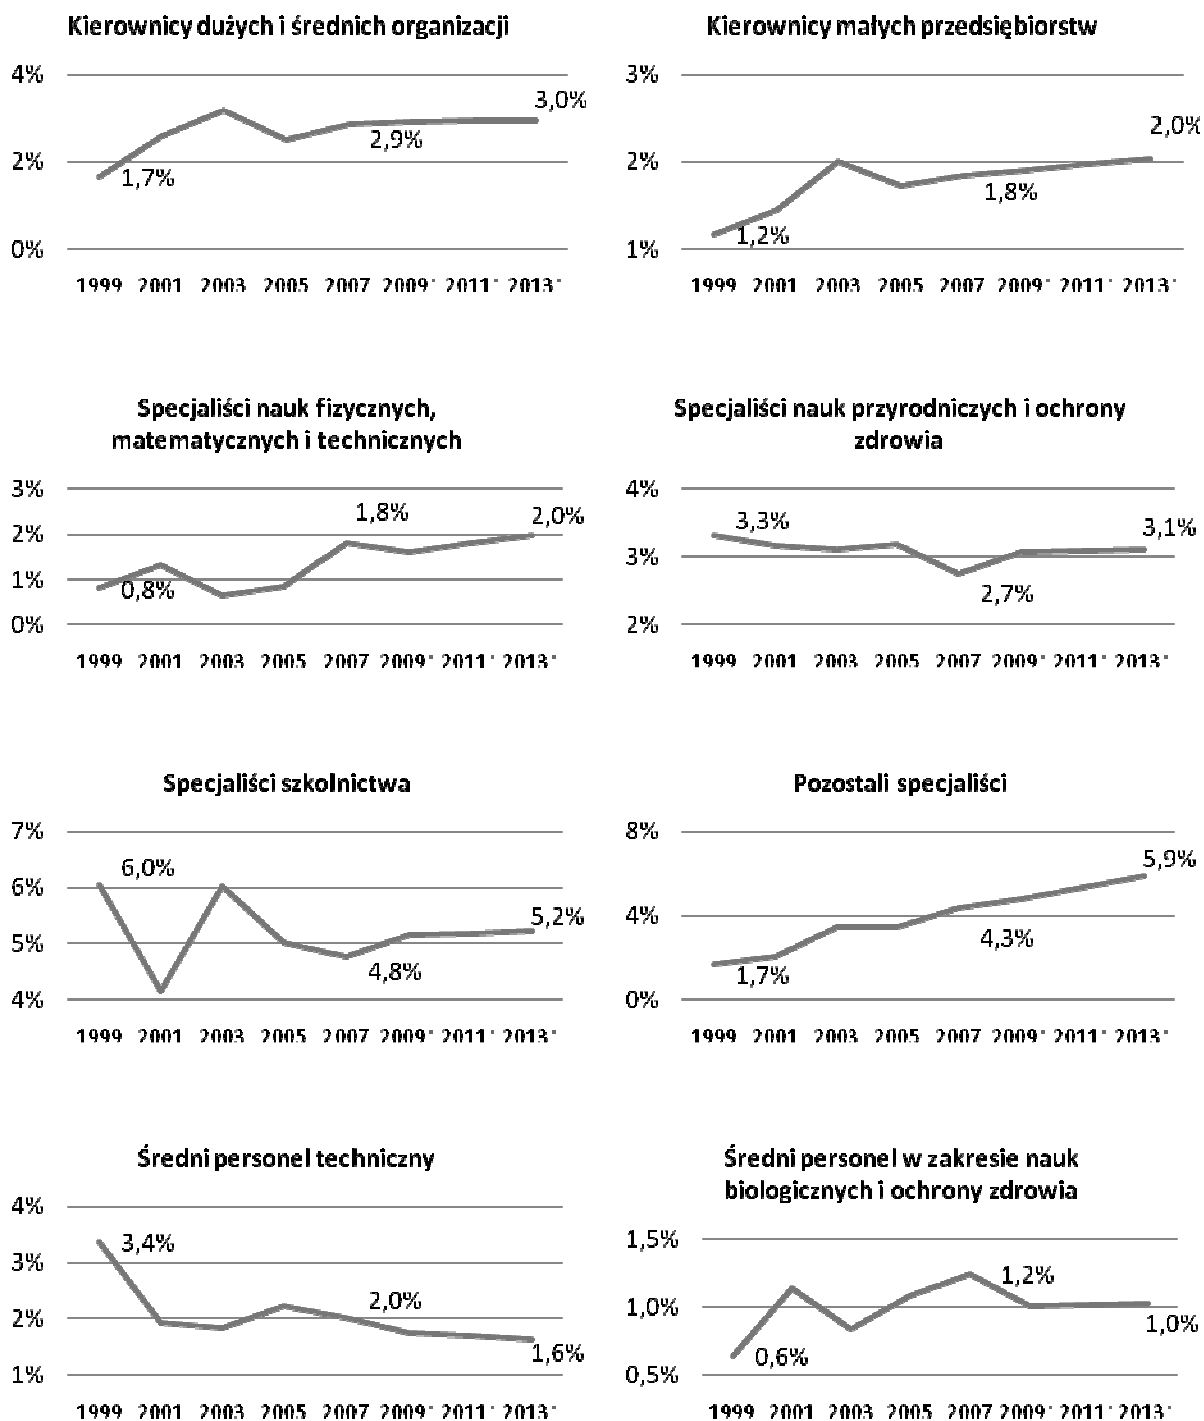 Kierownicy dużych i średnich organizacji
4%
3,0%
2,9%
2%
1,7%
0%
1999 2001 2003 2005 2007 2009* 2011* 2013*
Kierownicy małych przedsiębiorstw
3%
2,0%
2%
1,8%
1,2%
1%
1999 2001 2003 2005 2007 2009* 2011* 2013*
Specjaliści nauk fizycznych,
matematycznych i technicznych
3%
1,8%
2,0%
2%
1%
0,8%
0%
1999 2001 2003 2005 2007 2009* 2011* 2013*
Specjaliści nauk przyrodniczych i ochrony
zdrowia
4%
3,3%
3,1%
3%
2,7%
2%
1999 2001 2003 2005 2007 2009* 2011* 2013*
Specjaliści szkolnictwa
7%
6,0%
6%
5,2%
5%
4,8%
4%
1999 2001 2003 2005 2007 2009* 2011* 2013*
Pozostali specjaliści
8%
5,9%
4%
4,3%
1,7%
0%
1999 2001 2003 2005 2007 2009* 2011* 2013*
Średni personel techniczny
4%
3,4%
3%
2,0%
2%
1,6%
1%
1999 2001 2003 2005 2007 2009* 2011* 2013*
Średni personel w zakresie nauk
biologicznych i ochrony zdrowia
1,5%
1,2%
1,0%
1,0%
0,6%
0,5%
1999 2001 2003 2005 2007 2009* 2011* 2013*